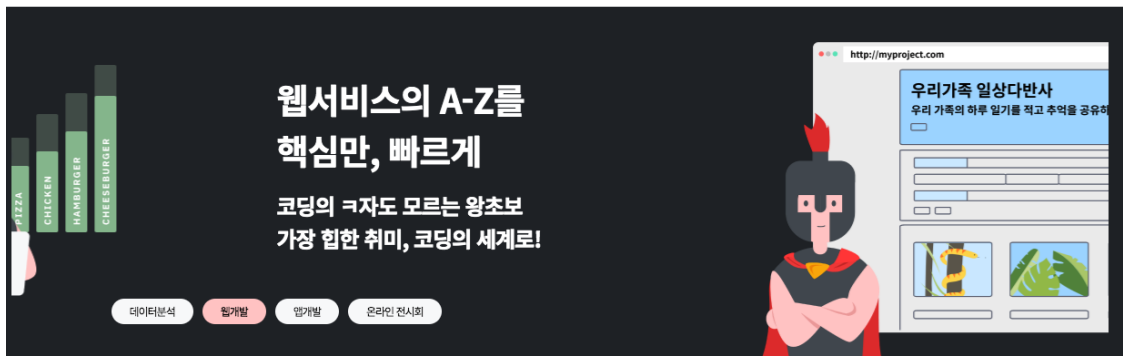 PIZZA
CHICKEN
HAMBURGER
CHEESEBURGER
웹서비스의 A-Z를
핵심만, 빠르게
코딩의 ㅋ자도 모르는 왕초보
가장 힙한 취미, 코딩의 세계로!
데이터분석
웹개발
앱개발
온라인 전시회
http://myproject.com
우리가족 일상다반사
우리 가족의 하루 일기를 적고 추억을 공유하